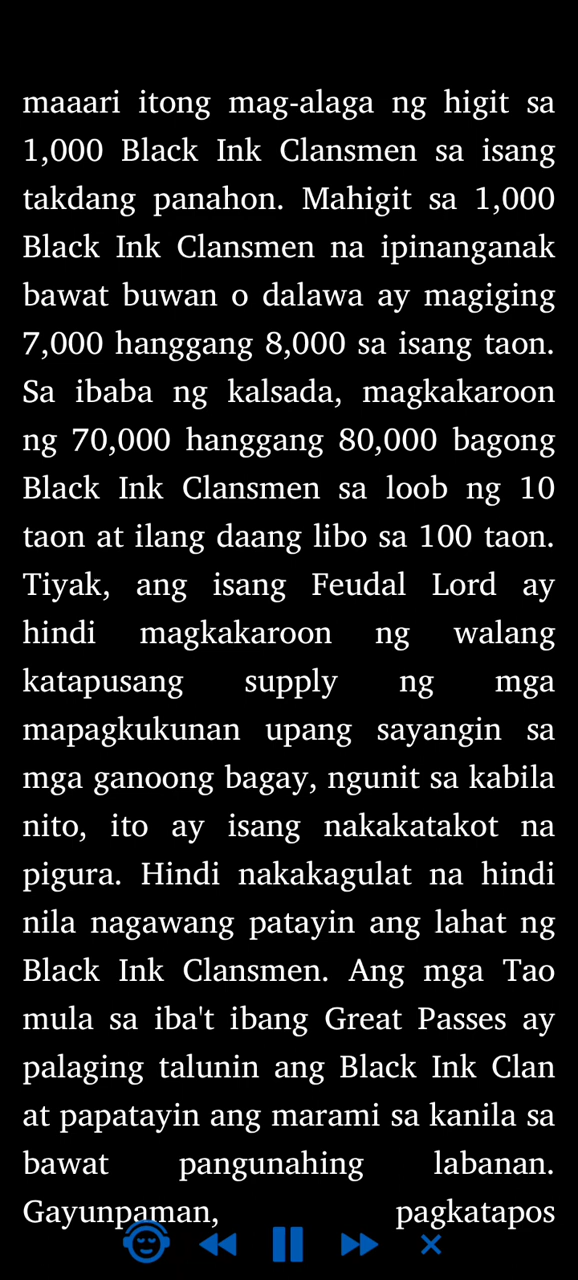 maaari itong mag-alaga ng higit sa
1,000 Black Ink Clansmen sa isang
takdang panahon. Mahigit sa 1,000
Black Ink Clansmen na ipinanganak
bawat buwan o dalawa ay magiging
7,000 hanggang 8,000 sa isang taon.
Sa ibaba ng kalsada, magkakaroon
ng 70,000 hanggang 80,000 bagong
Black Ink Clansmen sa loob ng 10
taon at ilang daang libo sa 100 taon.
Tiyak, ang isang Feudal Lord ay
hindi magkakaroon ng walang
katapusang supply ng mga
mapagkukunan upang sayangin sa
mga ganoong bagay, ngunit sa kabila
nito, ito ay isang nakakatakot na
pigura. Hindi nakakagulat na hindi
nila nagawang patayin ang lahat ng
Black Ink Clansmen. Ang mga Tao
mula sa iba't ibang Great Passes ay
palaging talunin ang Black Ink Clan
at papatayin ang marami sa kanila sa
bawat pangunahing labanan.
Gayunpaman, pagkatapos